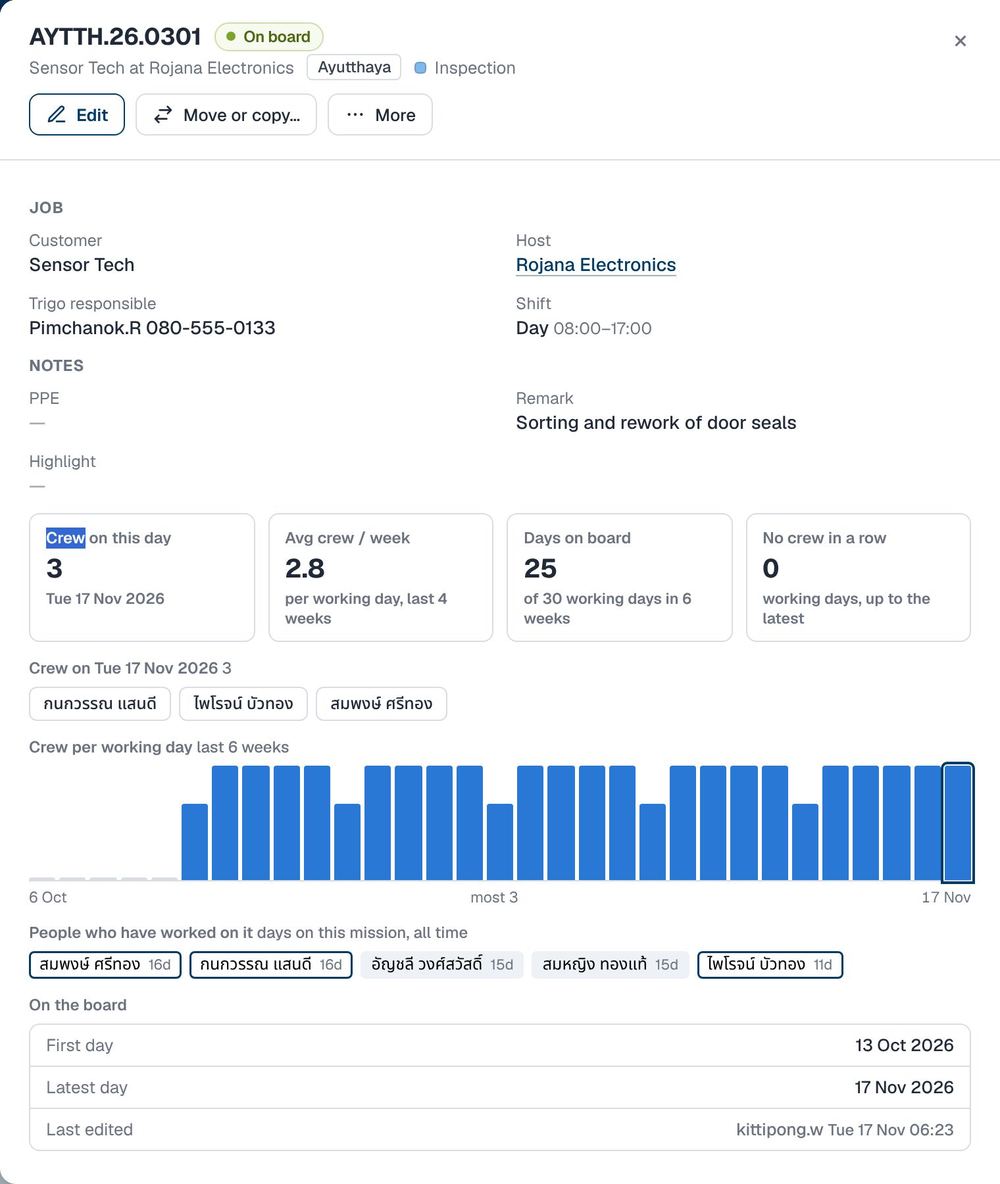 AYTTH.26.0301 On board
Sensor Tech at Rojana Electronics Ayutthaya Inspection
Edit Move or copy... More
JOB
Customer Host
Sensor Tech Rojana Electronics
Trigo responsible Shift
Pimchanok.R 080-555-0133 Day 08:00–17:00
NOTES
PPE Remark
— Sorting and rework of door seals
Highlight
—
Crew on this day Avg crew / week Days on board No crew in a row
3 2.8 25 0
Tue 17 Nov 2026 per working day, last 4 weeks of 30 working days in 6 weeks working days, up to the latest
Crew on Tue 17 Nov 2026 3
กนกวรรณ แสนดี ไพโรจน์ บัวทอง สมพงษ์ ศรีทอง
Crew per working day last 6 weeks
6 Oct most 3 17 Nov
People who have worked on it days on this mission, all time
สมพงษ์ ศรีทอง 16d กนกวรรณ แสนดี 16d อัญชลี วงศ์สวัสดิ์ 15d สมหญิง ทองแท้ 15d ไพโรจน์ บัวทอง 11d
On the board
First day 13 Oct 2026
Latest day 17 Nov 2026
Last edited kittipong.w Tue 17 Nov 06:23